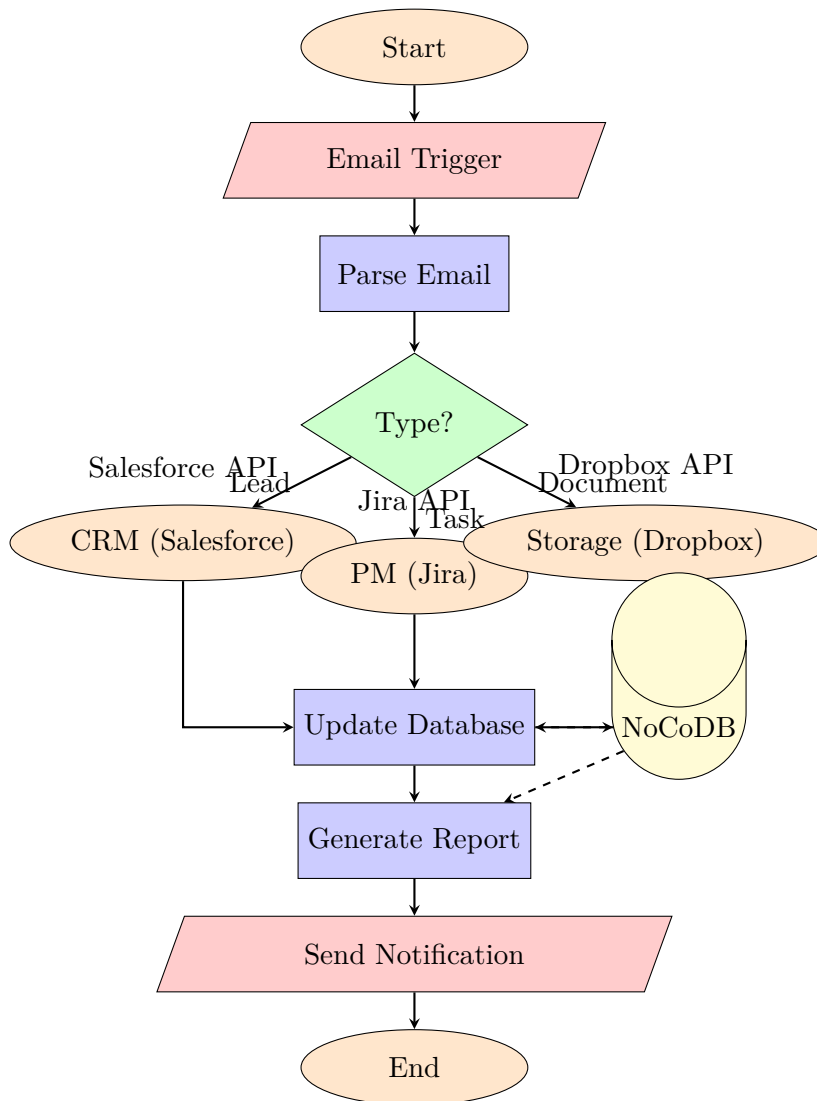 Start
Email Trigger
Parse Email
Type?
Salesforce API
Lead
Jira API
Task
Dropbox API
Document
CRM (Salesforce)
PM (Jira)
Storage (Dropbox)
Update Database
NoCoDB
Generate Report
Send Notification
End